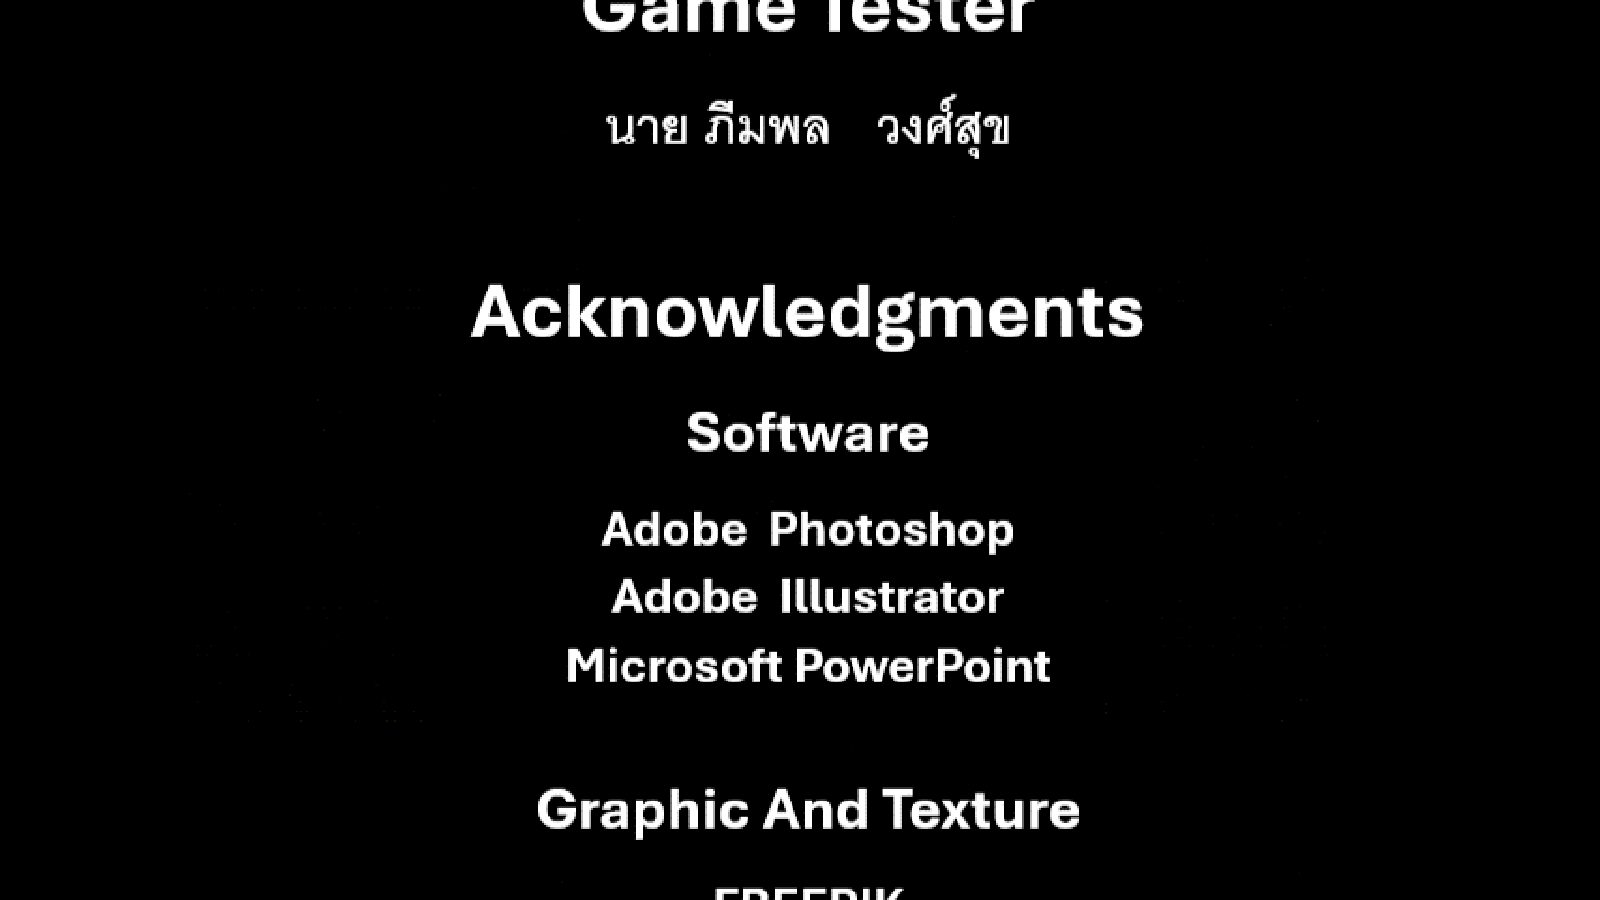 Game Tester
นาย ภีมพล วงศ์สุข
Acknowledgments
Software
Adobe Photoshop
Adobe Illustrator
Microsoft PowerPoint
Graphic And Texture
FREEPIK